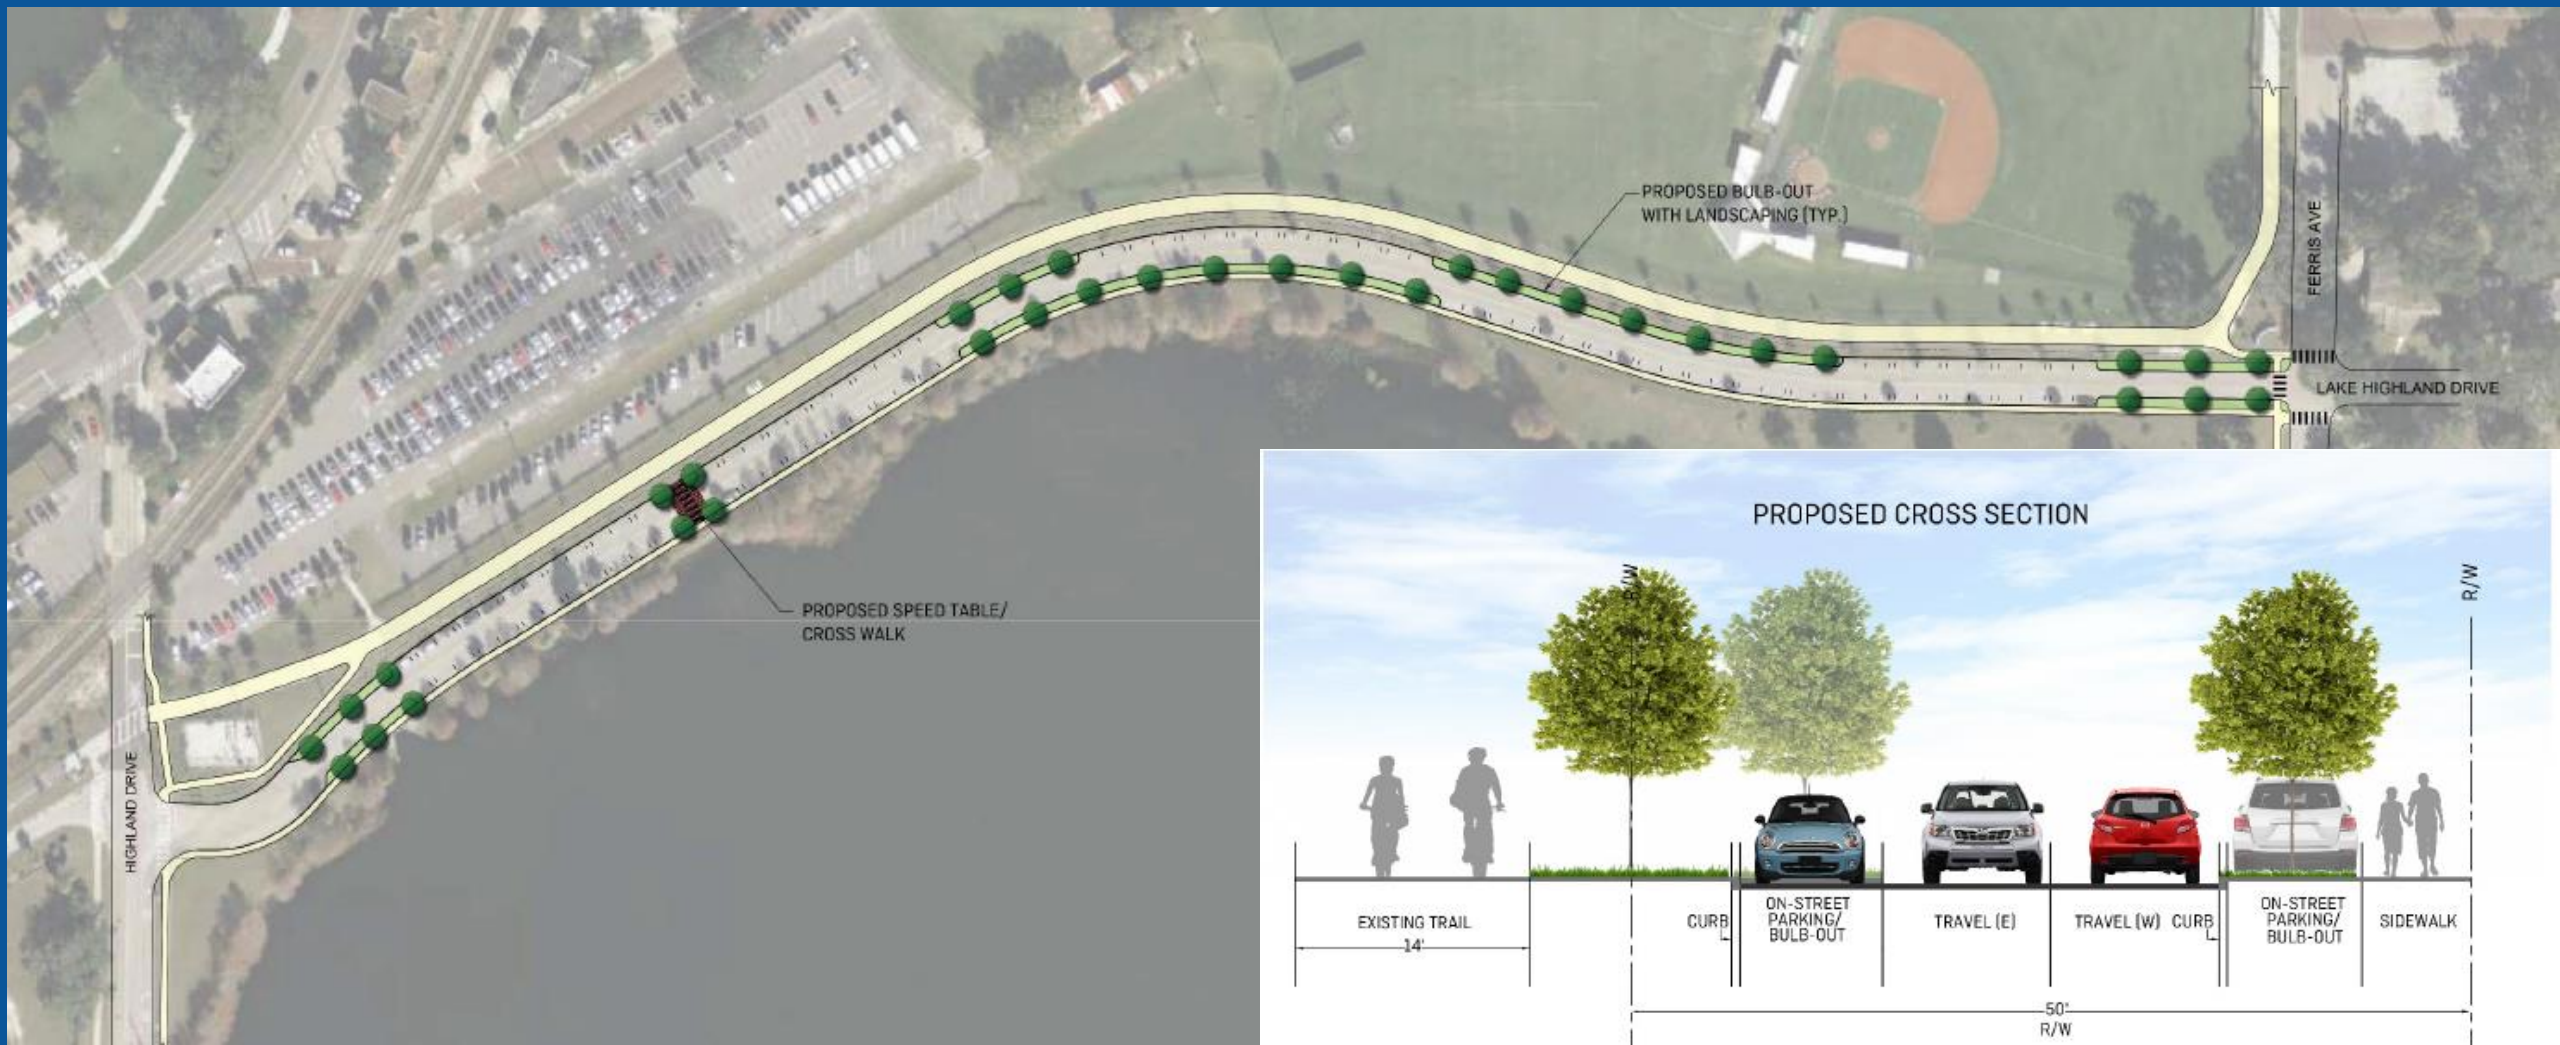 PROPOSED BULB-OUT
WITH LANDSCAPING (TYP.)
FERRIS AVE
LAKE HIGHLAND DRIVE
PROPOSED SPEED TABLE/
CROSS WALK
HIGHLAND DRIVE
PROPOSED CROSS SECTION
R/W
R/W
EXISTING TRAIL
14'
CURB
ON-STREET
PARKING/
BULB-OUT
TRAVEL (E)
TRAVEL (W)
CURB
ON-STREET
PARKING/
BULB-OUT
SIDEWALK
50'
R/W